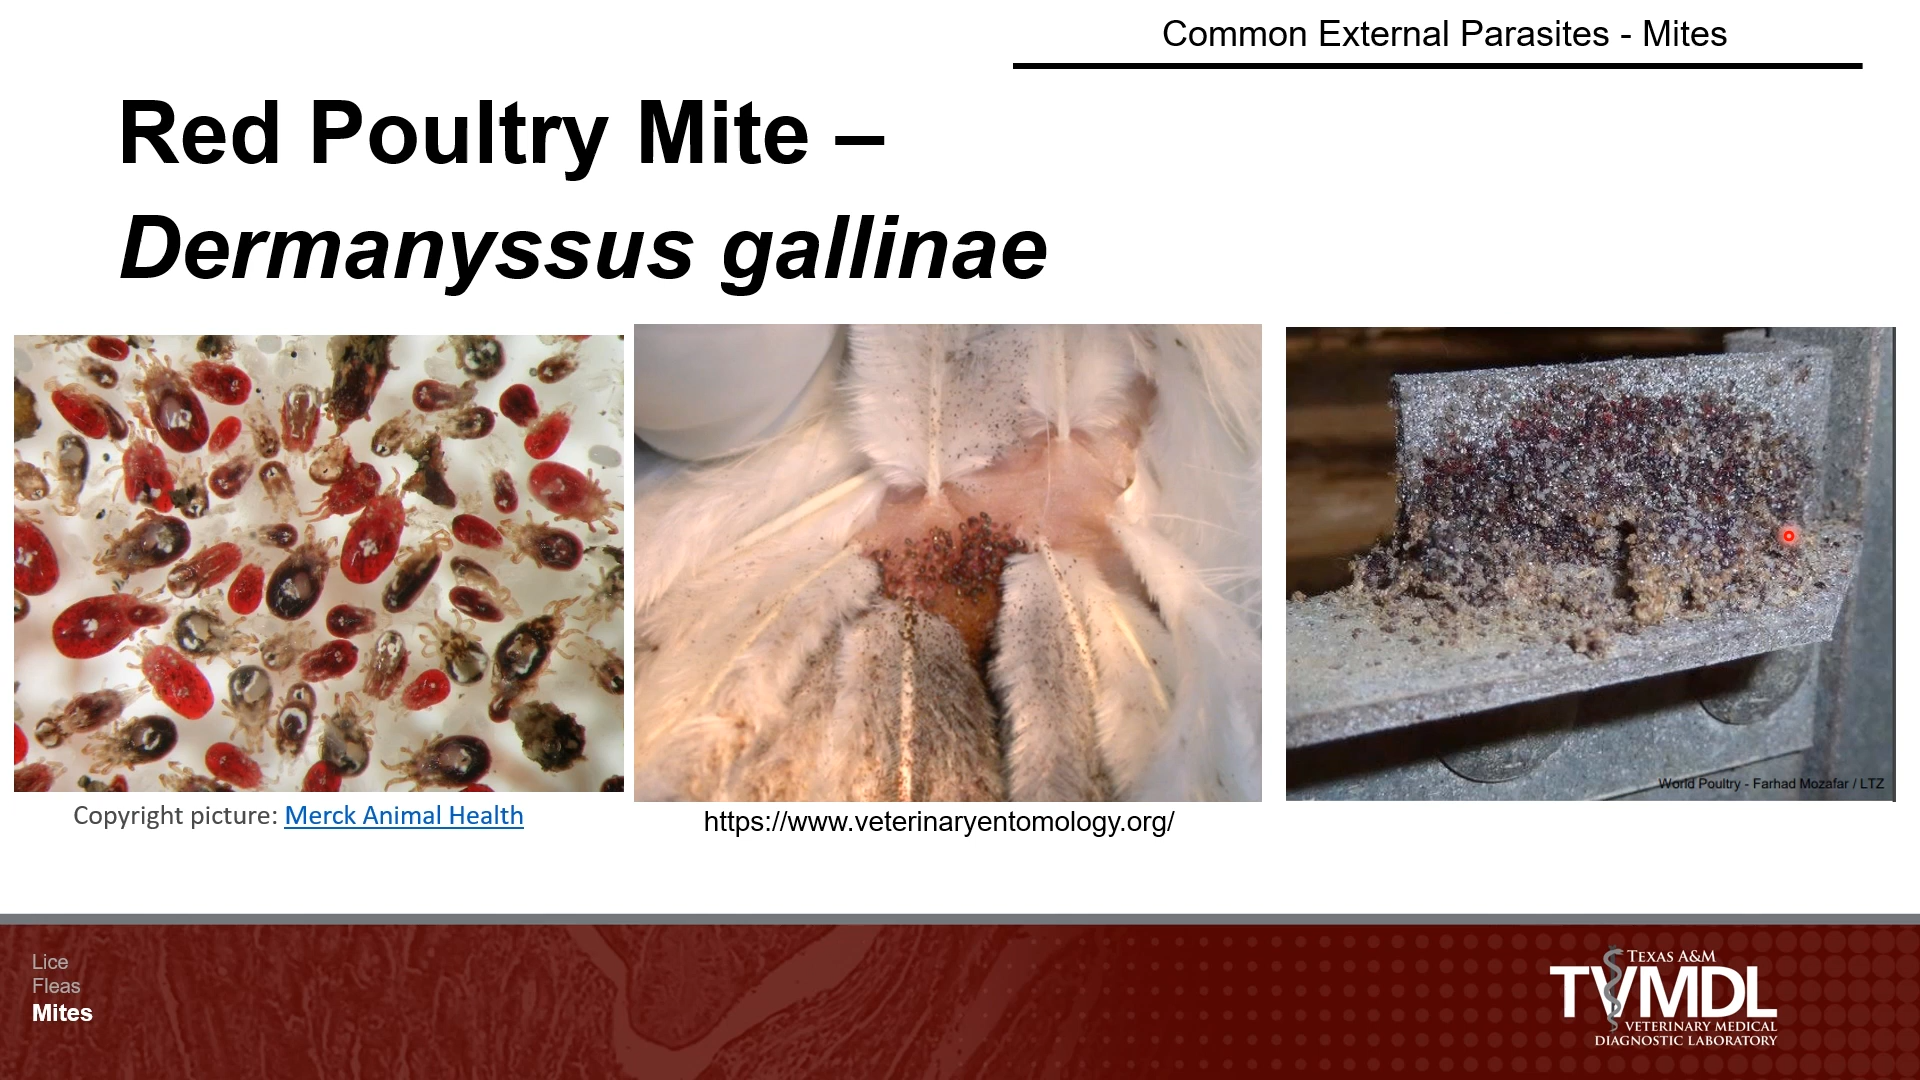 Common External Parasites - Mites
Red Poultry Mite –
Dermanyssus gallinae
World Poultry - Farhad Mozafar / LTZ
Copyright picture: Merck Animal Health
https://www.veterinaryentomology.org/
Lice
Fleas
Mites
TEXAS A&M
TVMDL
VETERINARY MEDICAL
DIAGNOSTIC LABORATORY